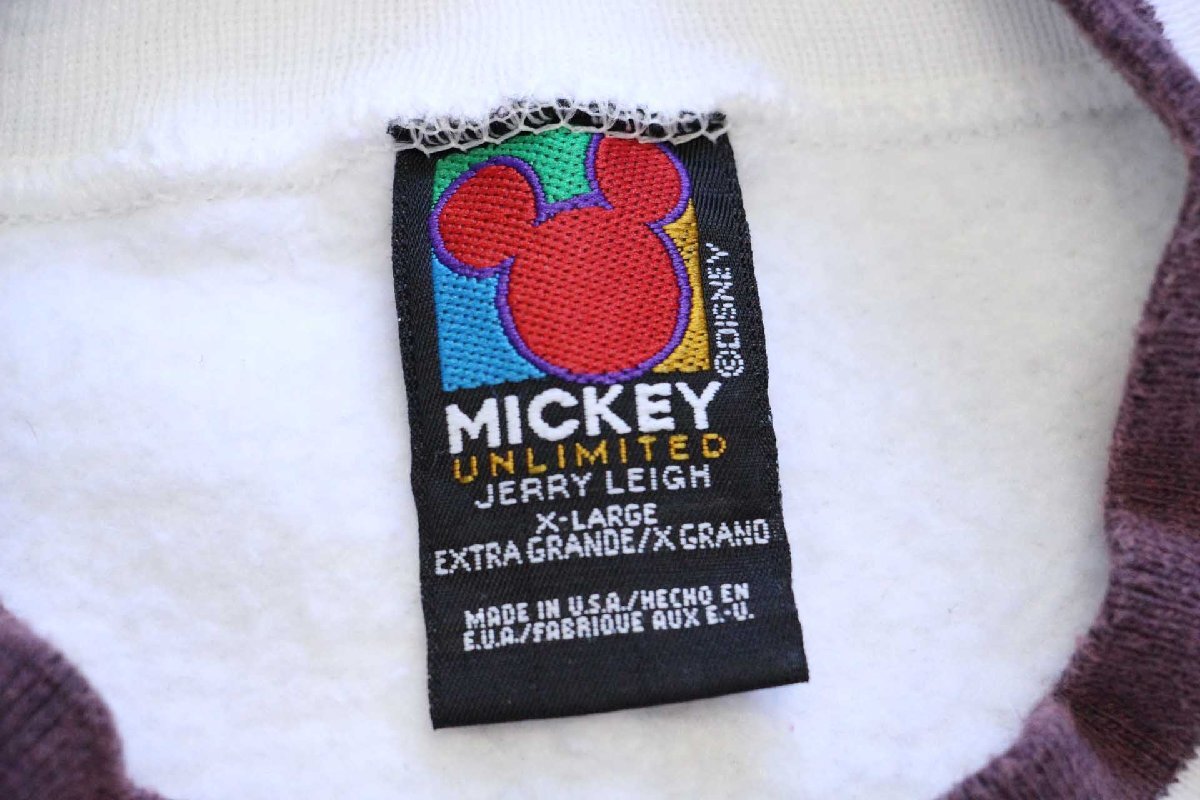 ©DISNEY
MICKEY
UNLIMITED
JERRY LEIGH
X-LARGE
EXTRA GRANDE/X GRAND
MADE IN U.S.A./HECHO EN
E.U.A./FABRIQUE AUX E.-U.